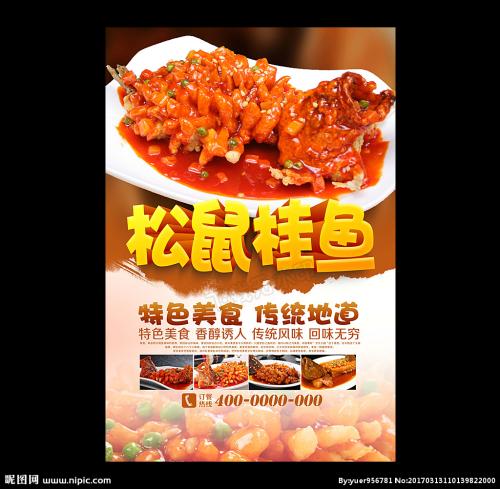 松鼠桂鱼
特色美食 传统地道
特色美食 香醇诱人 传统风味 回味无穷
订餐热线 400-0000-000
昵图网 www.nipic.com
By:yuer956781 No:20170313110139822000